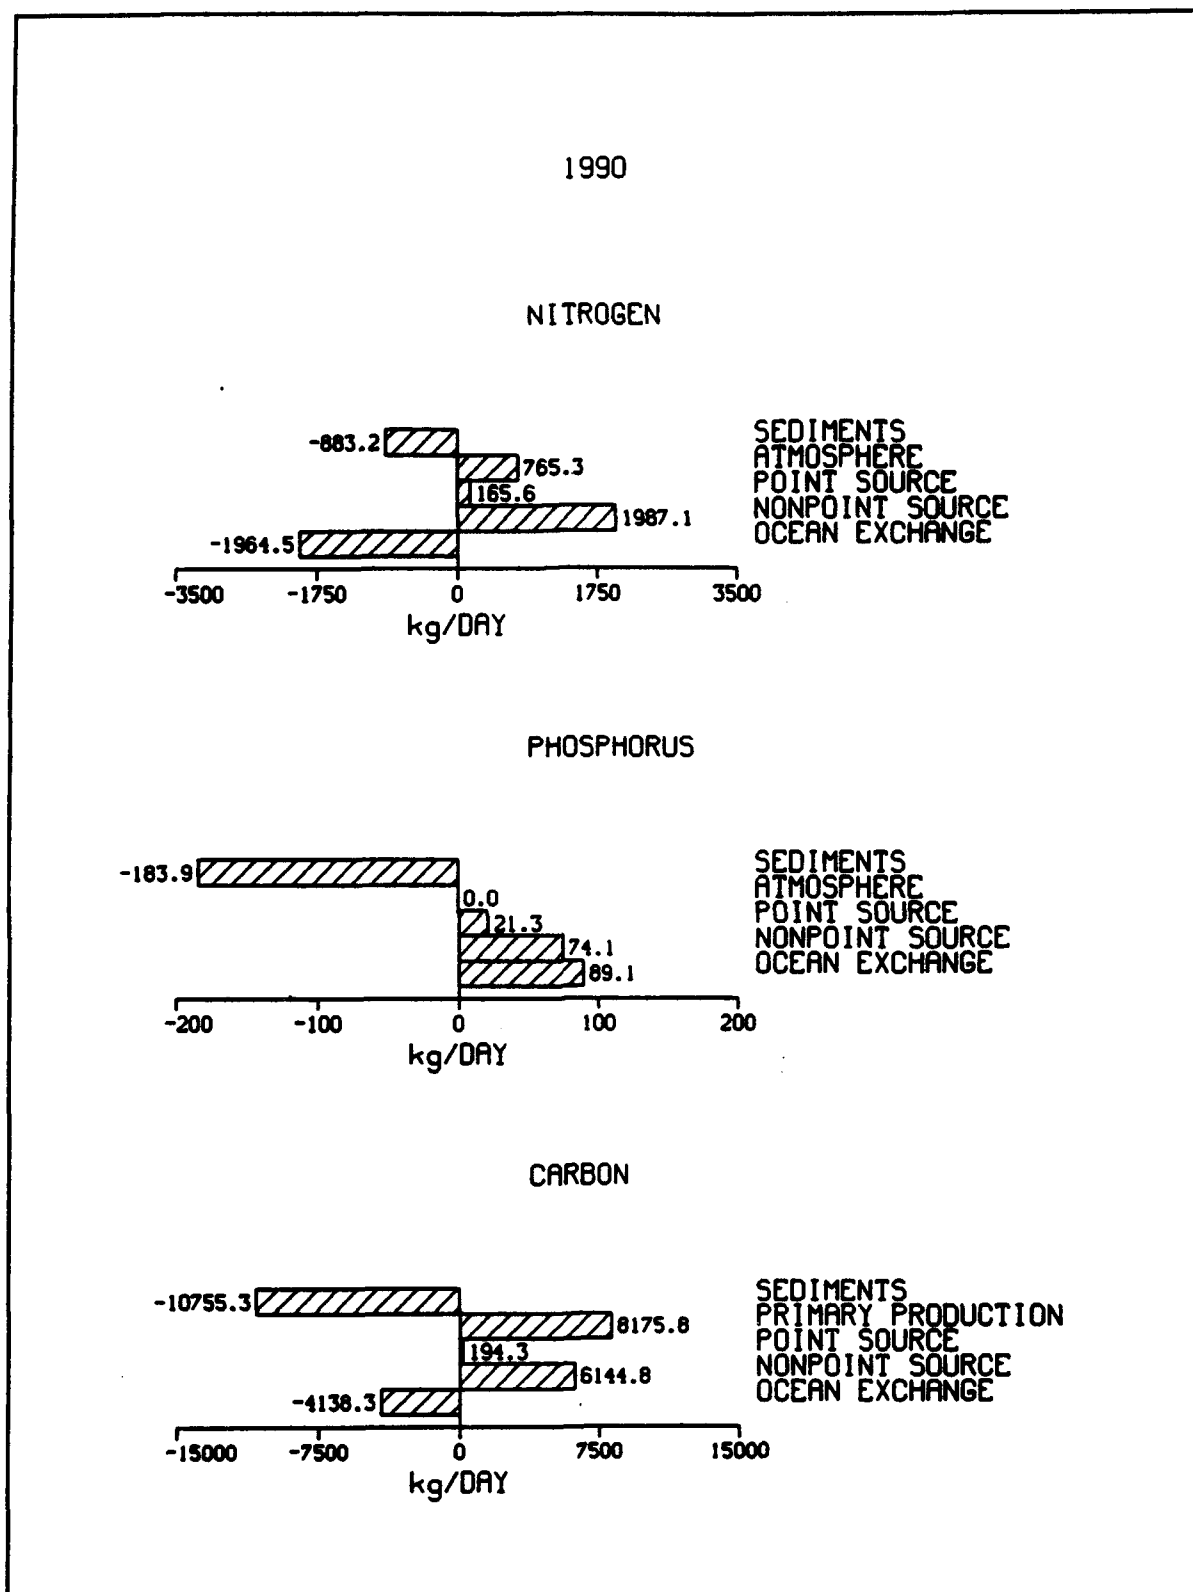 1990
NITROGEN
-883.2 SEDIMENTS
765.3 ATMOSPHERE
165.6 POINT SOURCE
1987.1 NONPOINT SOURCE
-1964.5 OCEAN EXCHANGE
-3500 -1750 0 1750 3500
kg/DAY
PHOSPHORUS
-183.9 SEDIMENTS
0.0 ATMOSPHERE
21.3 POINT SOURCE
74.1 NONPOINT SOURCE
89.1 OCEAN EXCHANGE
-200 -100 0 100 200
kg/DAY
CARBON
-10755.3 SEDIMENTS
8175.8 PRIMARY PRODUCTION
194.3 POINT SOURCE
6144.8 NONPOINT SOURCE
-4138.3 OCEAN EXCHANGE
-15000 -7500 0 7500 15000
kg/DAY